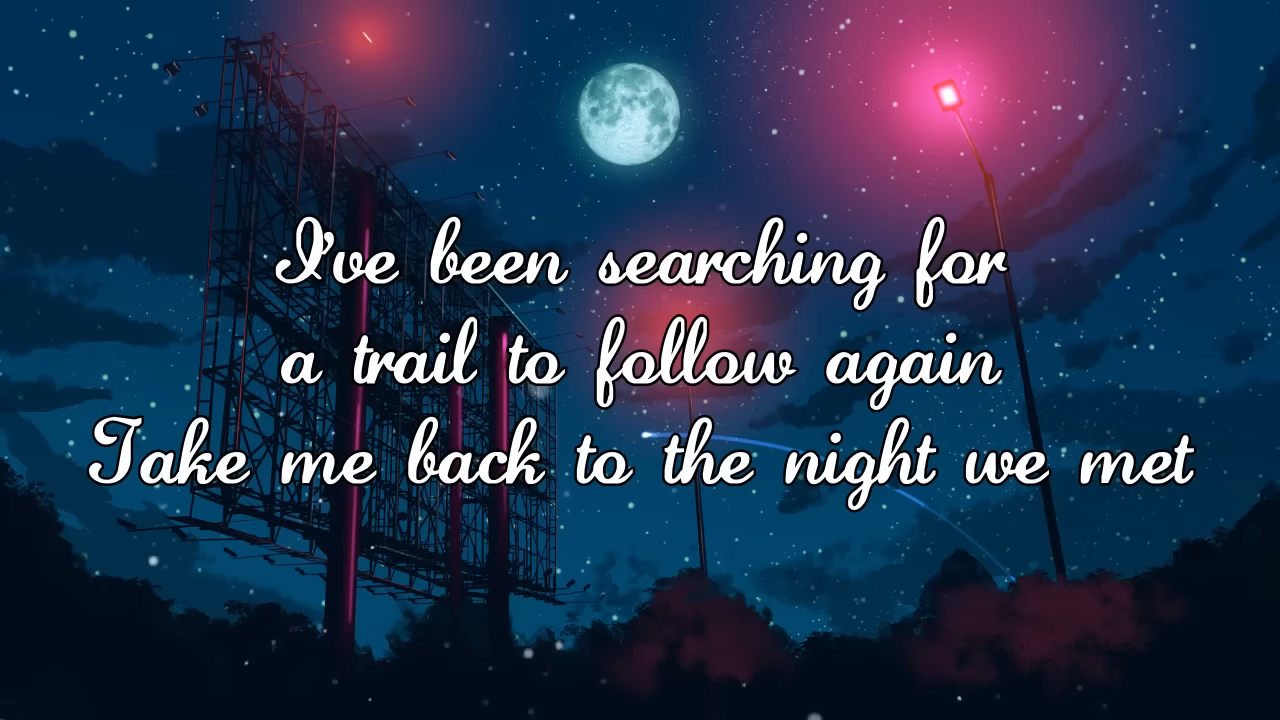 I've been searching for
a trail to follow again
Take me back to the night we met